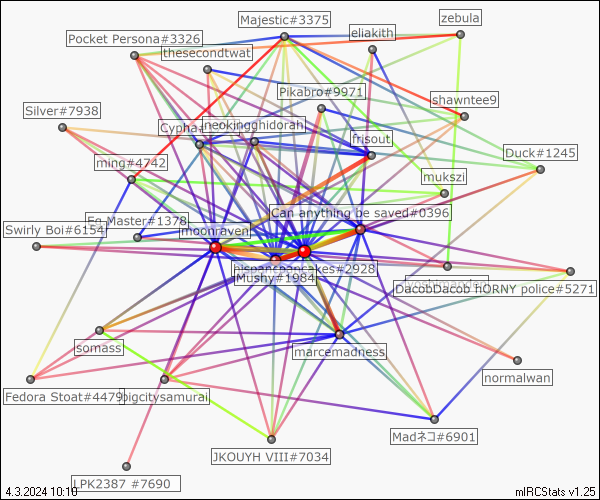 zebula
Majestic#3375
eliakith
Pocket Persona#3326
thesecondtwat
Pikabro#9971
shawntee9
Silver#7938
neokingghidorah
frisout
Duck#1245
ming#4742
mukszi
Can anything be saved#0396
En Master#1378
Swirly Boi#6154
moonraven
hispancpancakes#2928
Mushy#1984
DacobDacob
hORNY police#5271
somass
marcemadness
normalwan
Fedora Stoat#4479
bigcitysamurai
Madネコ#6901
JKOUYH VIII#7034
LPK2387 #7690
4.3.2024 10:10
mIRCStats v1.25